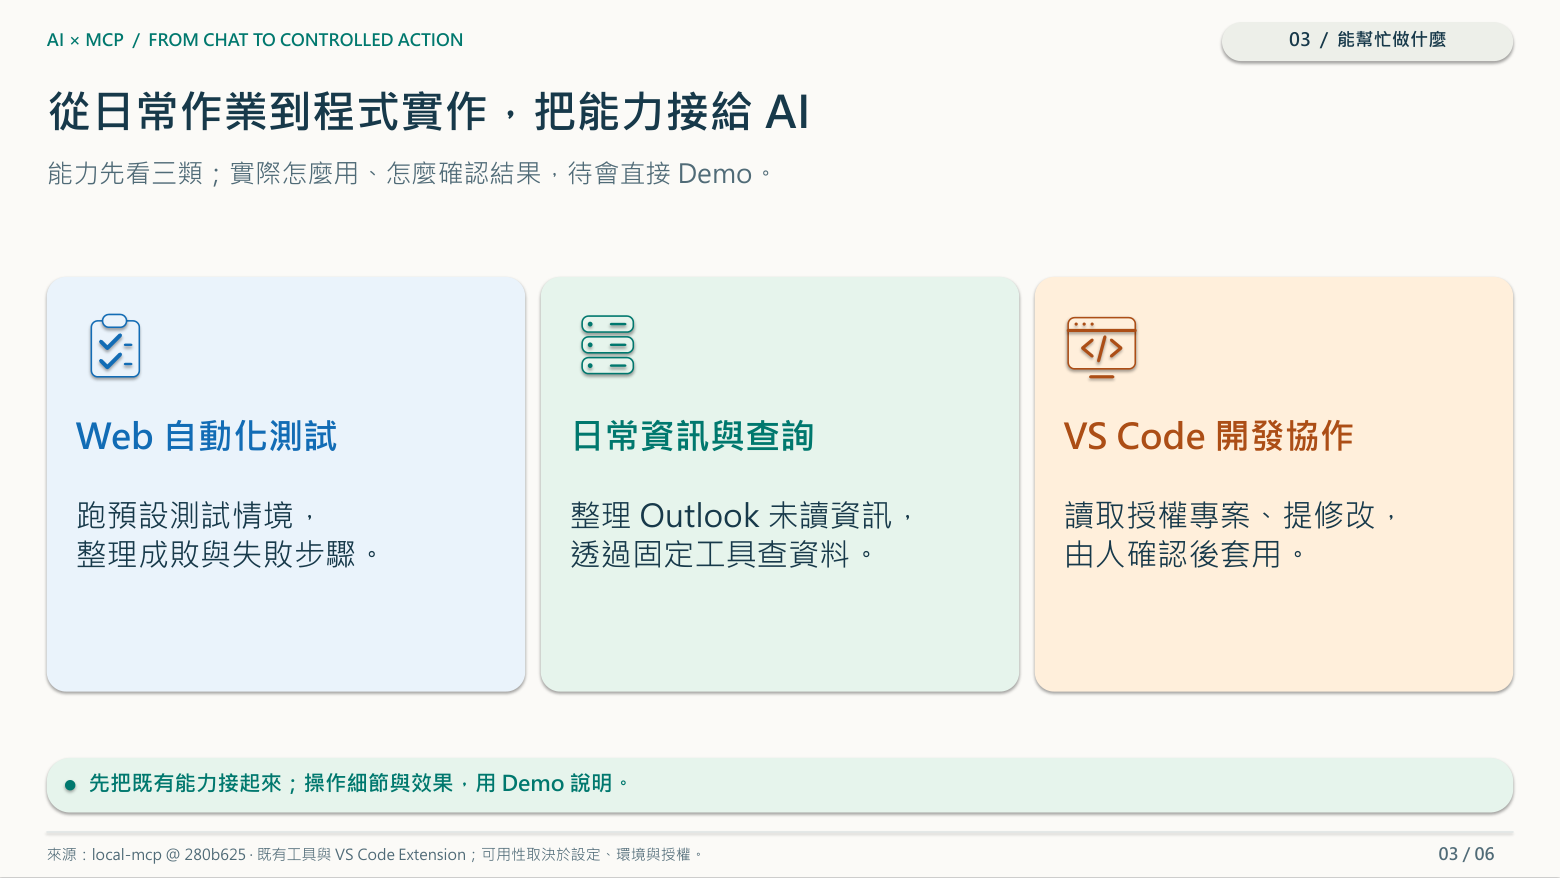 AI × MCP / FROM CHAT TO CONTROLLED ACTION
03 / 能幫忙做什麼
從日常作業到程式實作，把能力接給 AI
能力先看三類；實際怎麼用、怎麼確認結果，待會直接 Demo。
Web 自動化測試
跑預設測試情境，
整理成敗與失敗步驟。
日常資訊與查詢
整理 Outlook 未讀資訊，
透過固定工具查資料。
VS Code 開發協作
讀取授權專案、提修改，
由人確認後套用。
先把既有能力接起來；操作細節與效果，用 Demo 說明。
來源：local-mcp @ 280b625 · 既有工具與 VS Code Extension；可用性取決於設定、環境與授權。
03 / 06